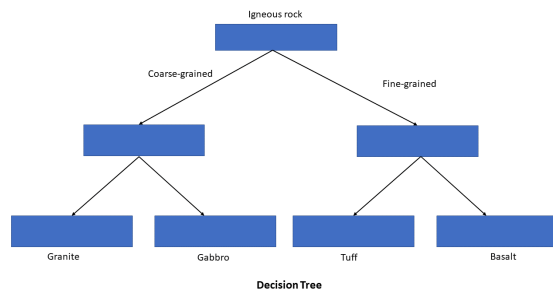 Igneous rock
Coarse-grained
Fine-grained
Granite
Gabbro
Tuff
Basalt
Decision Tree